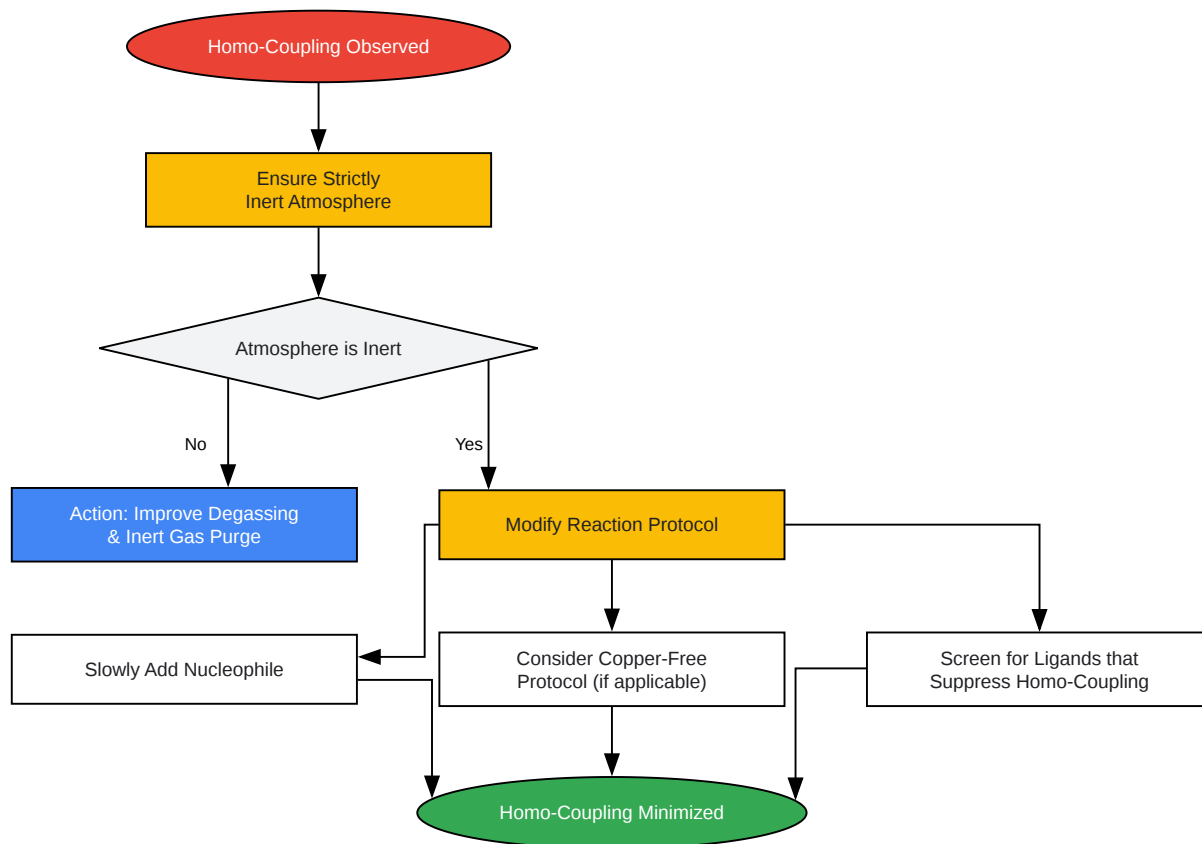 Homo-Coupling Observed
Ensure Strictly
Inert Atmosphere
Atmosphere is Inert
No
Yes
Action: Improve Degassing
& Inert Gas Purge
Modify Reaction Protocol
Slowly Add Nucleophile
Consider Copper-Free
Protocol (if applicable)
Screen for Ligands that
Suppress Homo-Coupling
Homo-Coupling Minimized